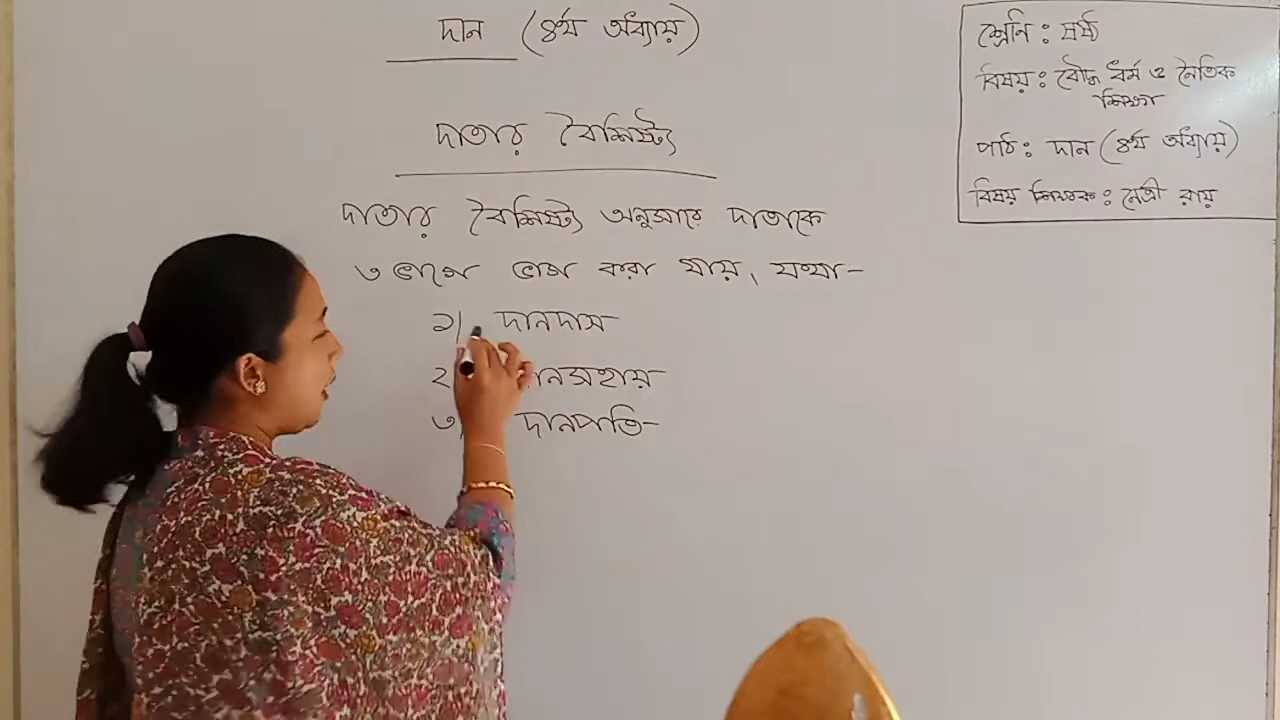 দান (৪র্থ অধ্যায়)
দাতার বৈশিষ্ট্য
দাতার বৈশিষ্ট্য অনুসারে দাতাকে
৩ ভাগে ভাগ করা যায়, যথা-
১) দানদাস
২) দানসহায়
৩) দানপতি-
শ্রেনি : ষষ্ঠ
বিষয় : বৌদ্ধ ধর্ম ও নৈতিক
শিক্ষা
পাঠ : দান (৪র্থ অধ্যায়)
বিষয় শিক্ষক : রায়